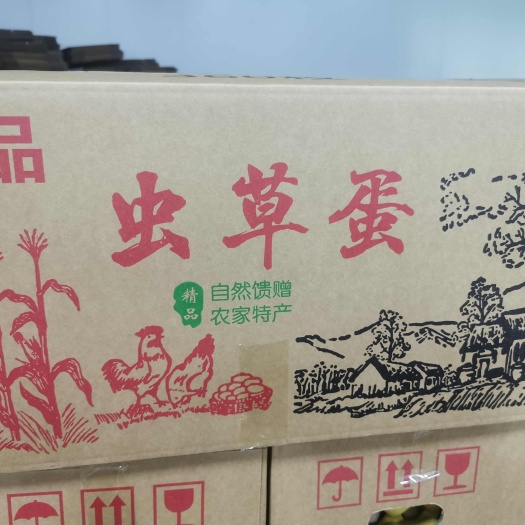 品
虫草蛋
精品
自然馈赠
农家特产